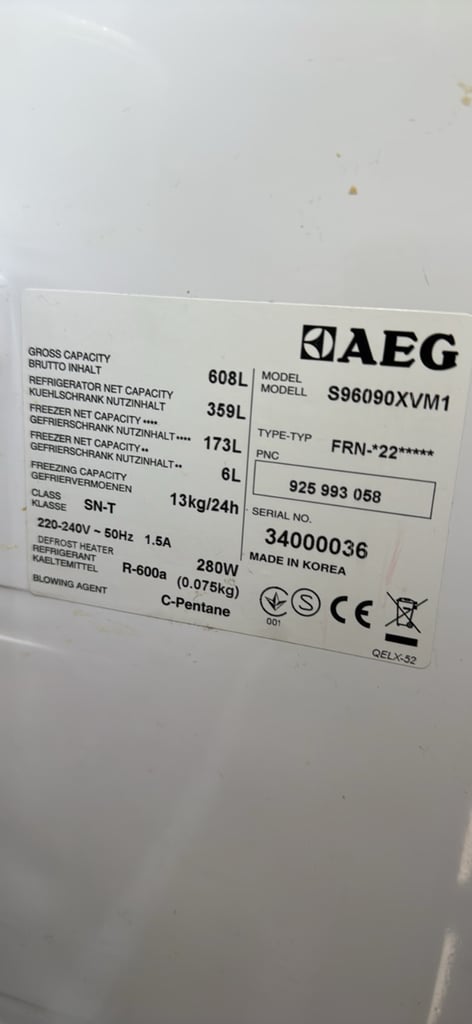 AEG
GROSS CAPACITY
BRUTTO INHALT 608L
REFRIGERATOR NET CAPACITY
KUEHLSCHRANK NUTZINHALT 359L
FREEZER NET CAPACITY ****
GEFRIERSCHRANK NUTZINHALT **** 173L
FREEZER NET CAPACITY **
GEFRIERSCHRANK NUTZINHALT ** 6L
FREEZING CAPACITY
GEFRIERVERMOENEN 13kg/24h
CLASS
KLASSE SN-T
220-240V ~ 50Hz 1.5A
DEFROST HEATER 280W
REFRIGERANT
KAELTEMITTEL R-600a (0.075kg)
BLOWING AGENT C-Pentane
MODEL
MODELL S96090XVM1
TYPE-TYP FRN-*22*****
PNC
925 993 058
SERIAL NO.
34000036
MADE IN KOREA
S CE
001
QELX-52